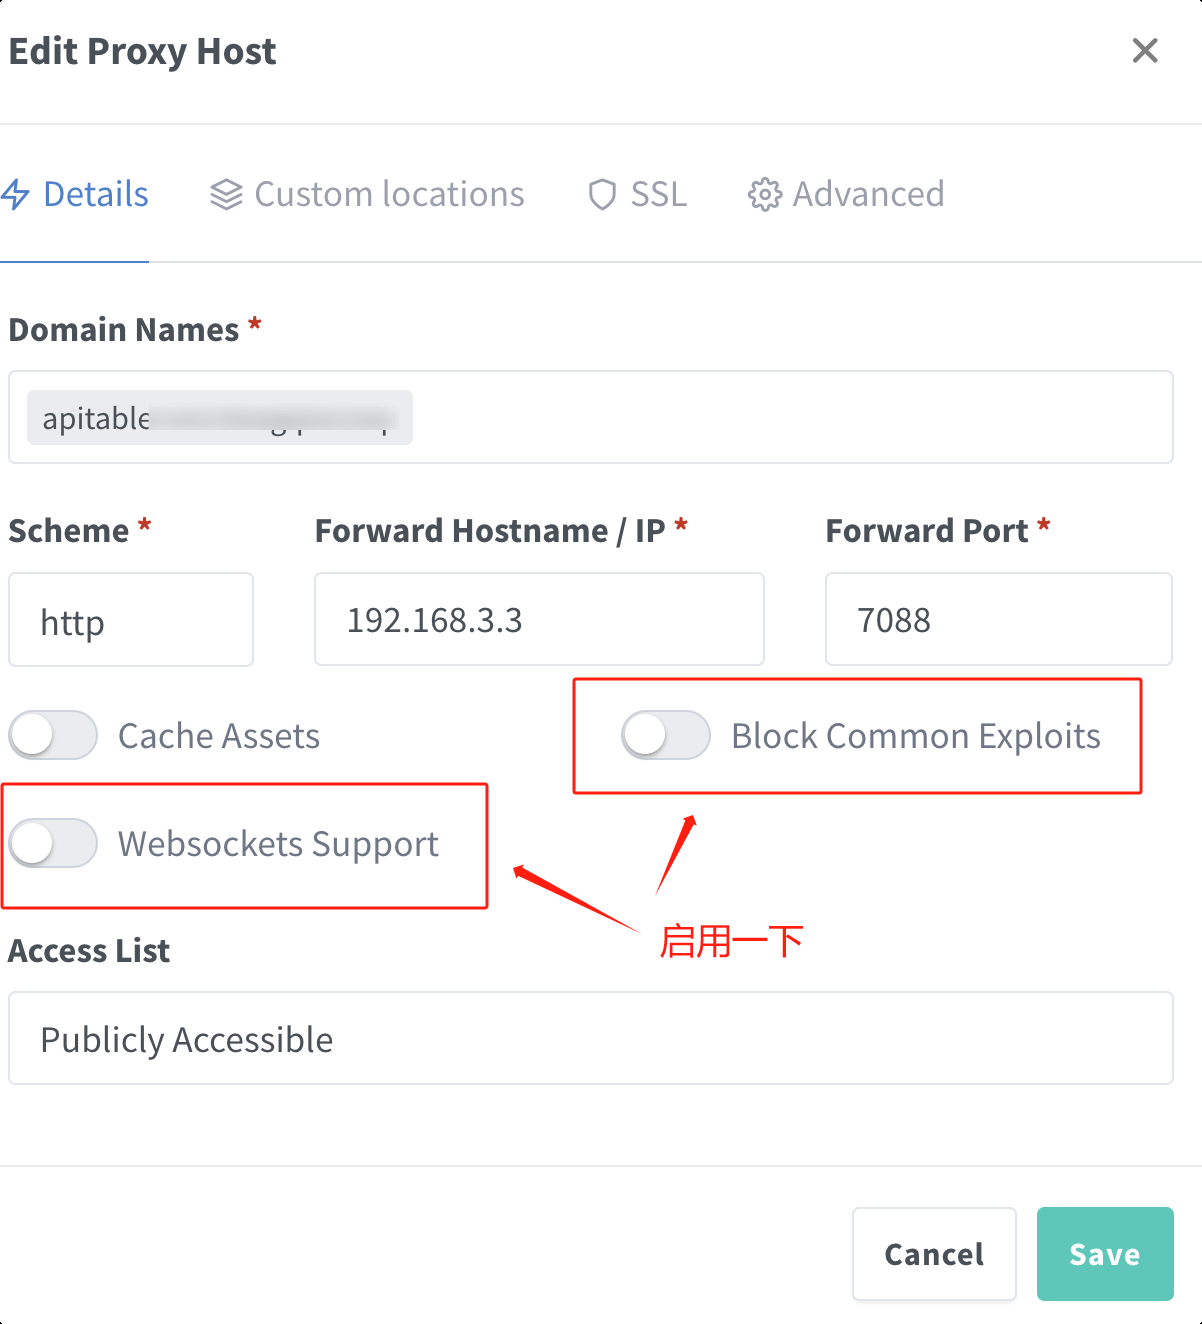 Edit Proxy Host
Details Custom locations SSL Advanced
Domain Names *
apitable
Scheme * Forward Hostname / IP * Forward Port *
http 192.168.3.3 7088
Cache Assets Block Common Exploits
Websockets Support
启用一下
Access List
Publicly Accessible
Cancel Save